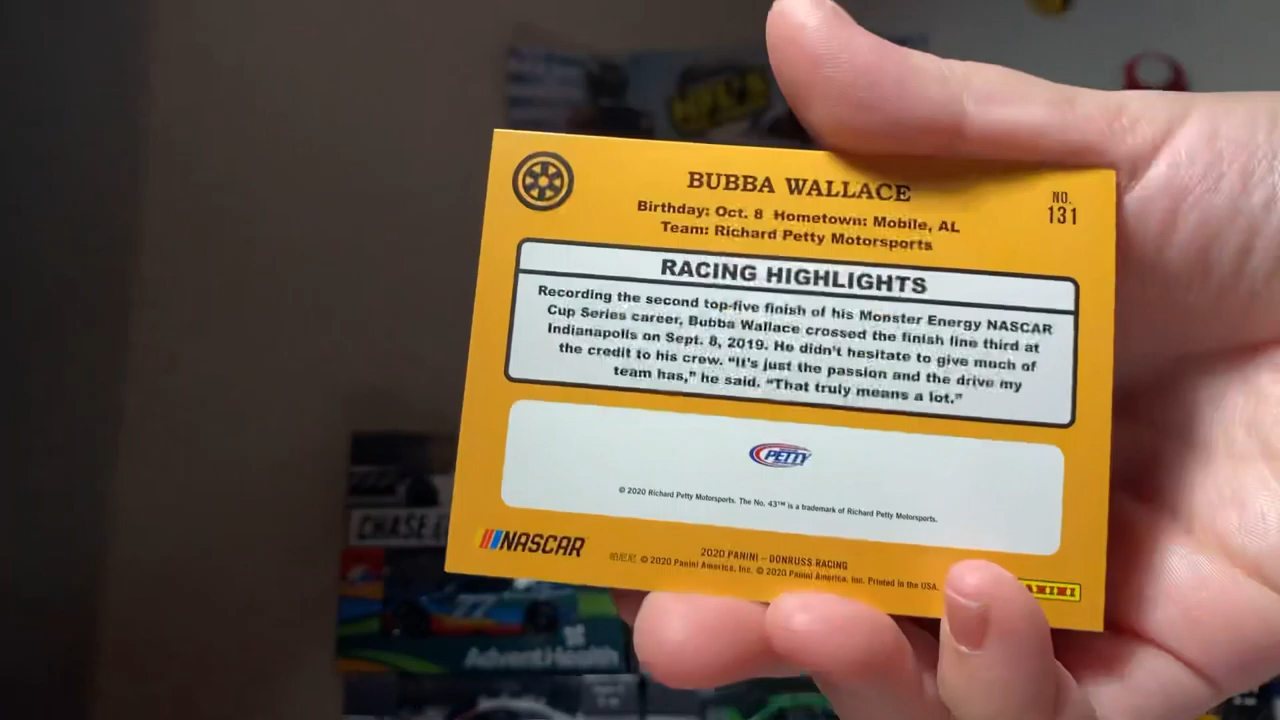 BUBBA WALLACE
NO.
131
Birthday: Oct. 8 Hometown: Mobile, AL
Team: Richard Petty Motorsports
RACING HIGHLIGHTS
Recording the second top-five finish of his Monster Energy NASCAR
Cup Series career, Bubba Wallace crossed the finish line third at
Indianapolis on Sept. 8, 2019. He didn't hesitate to give much of
the credit to his crew. "It's just the passion and the drive my
team has," he said. "That truly means a lot."
PETTY
© 2020 Richard Petty Motorsports. The No. 43™ is a trademark of Richard Petty Motorsports.
NASCAR
2020 PANINI – DONRUSS RACING
© 2020 Panini America, Inc. © 2020 Panini America, Inc. Printed in the USA.
CHASE
77
AdventHealth